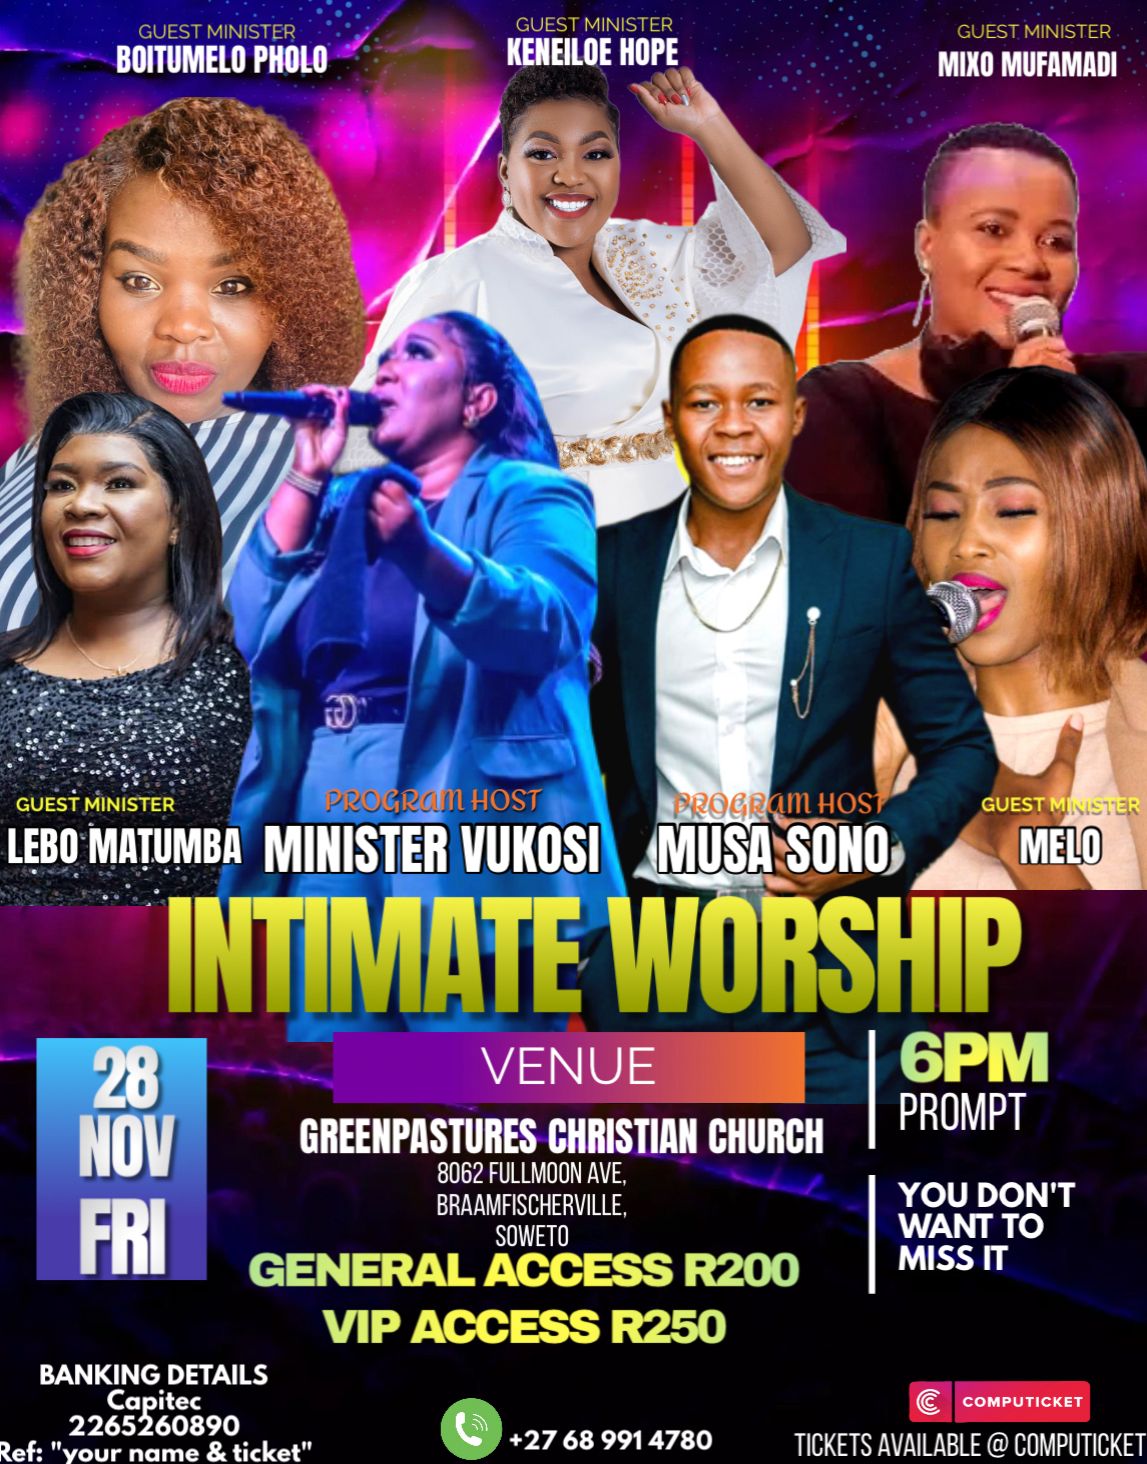 GUEST MINISTER
BOITUMELO PHOLO
GUEST MINISTER
KENEILOE HOPE
GUEST MINISTER
MIXO MUFAMADI
GUEST MINISTER
LEBO MATUMBA
PROGRAM HOST
MINISTER VUKOSI
PROGRAM HOST
MUSA SONO
GUEST MINISTER
MELO
INTIMATE WORSHIP
28
NOV
FRI
VENUE
GREENPASTURES CHRISTIAN CHURCH
8062 FULLMOON AVE,
BRAAMFISCHERVILLE,
SOWETO
GENERAL ACCESS R200
VIP ACCESS R250
6PM
PROMPT
YOU DON'T
WANT TO
MISS IT
BANKING DETAILS
Capitec
2265260890
Ref: "your name & ticket"
+27 68 991 4780
COMPUTICKET
TICKETS AVAILABLE @ COMPUTICKET